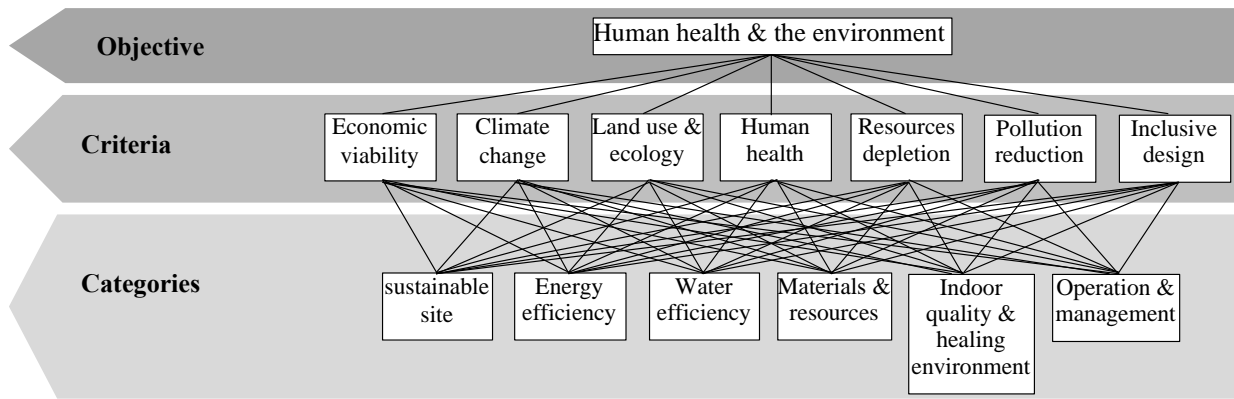 Objective
Human health & the environment
Criteria
Economic
viability
Climate
change
Land use &
ecology
Human
health
Resources
depletion
Pollution
reduction
Inclusive
design
Categories
sustainable
site
Energy
efficiency
Water
efficiency
Materials &
resources
Indoor
quality &
healing
environment
Operation &
management